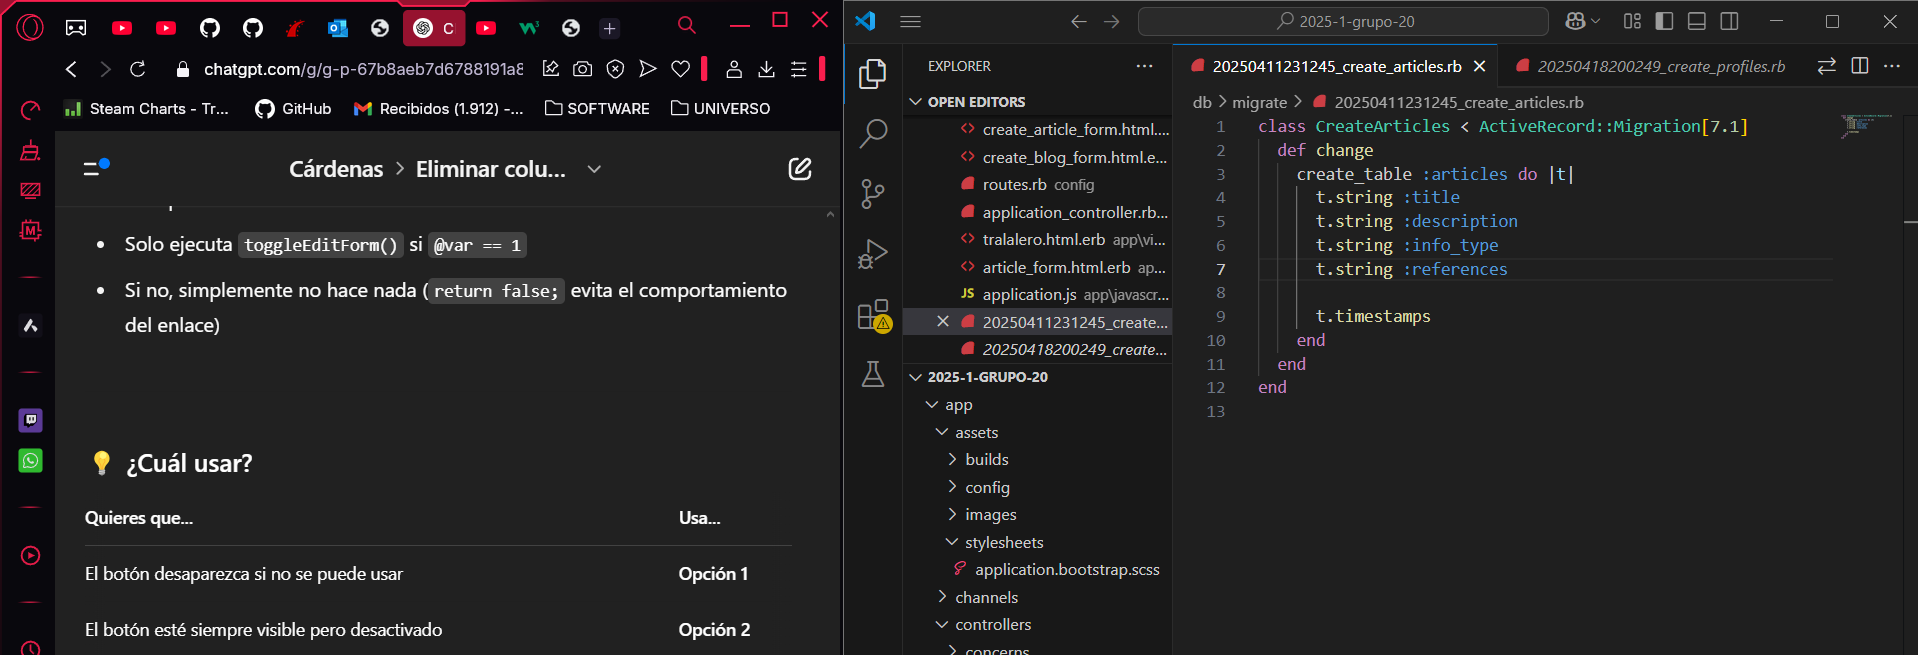 C
chatgpt.com/g/g-p-67b8aeb7d6788191a8
Steam Charts - Tr...
GitHub
Recibidos (1.912) -...
SOFTWARE
UNIVERSO
Cárdenas > Eliminar colu...
Solo ejecuta toggleEditForm() si @var == 1
Si no, simplemente no hace nada (return false; evita el comportamiento
del enlace)
💡 ¿Cuál usar?
Quieres que... Usa...
El botón desaparezca si no se puede usar Opción 1
El botón esté siempre visible pero desactivado Opción 2
2025-1-grupo-20
EXPLORER
OPEN EDITORS
create_article_form.html....
create_blog_form.html.e...
routes.rb config
application_controller.rb...
tralalero.html.erb app\vi...
article_form.html.erb ap...
JS application.js app\javascr...
20250411231245_create...
20250418200249_create...
2025-1-GRUPO-20
app
assets
builds
config
images
stylesheets
application.bootstrap.scss
channels
controllers
concerns
20250411231245_create_articles.rb
20250418200249_create_profiles.rb
db > migrate > 20250411231245_create_articles.rb
1 class CreateArticles < ActiveRecord::Migration[7.1]
2 def change
3 create_table :articles do |t|
4 t.string :title
5 t.string :description
6 t.string :info_type
7 t.string :references
8
9 t.timestamps
10 end
11 end
12 end
13